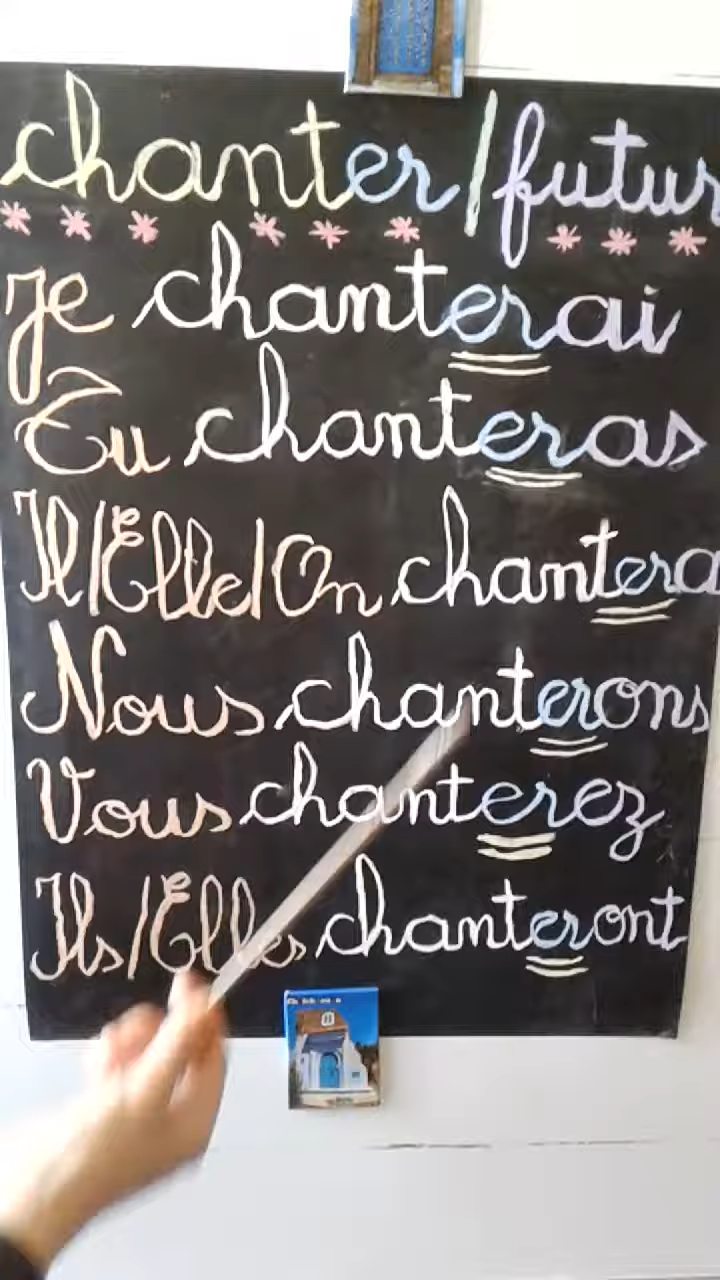 chanter/futur
Je chanterai
Tu chanteras
Il/Elle/On chantera
Nous chanterons
Vous chanterez
Ils/Elles chanteront